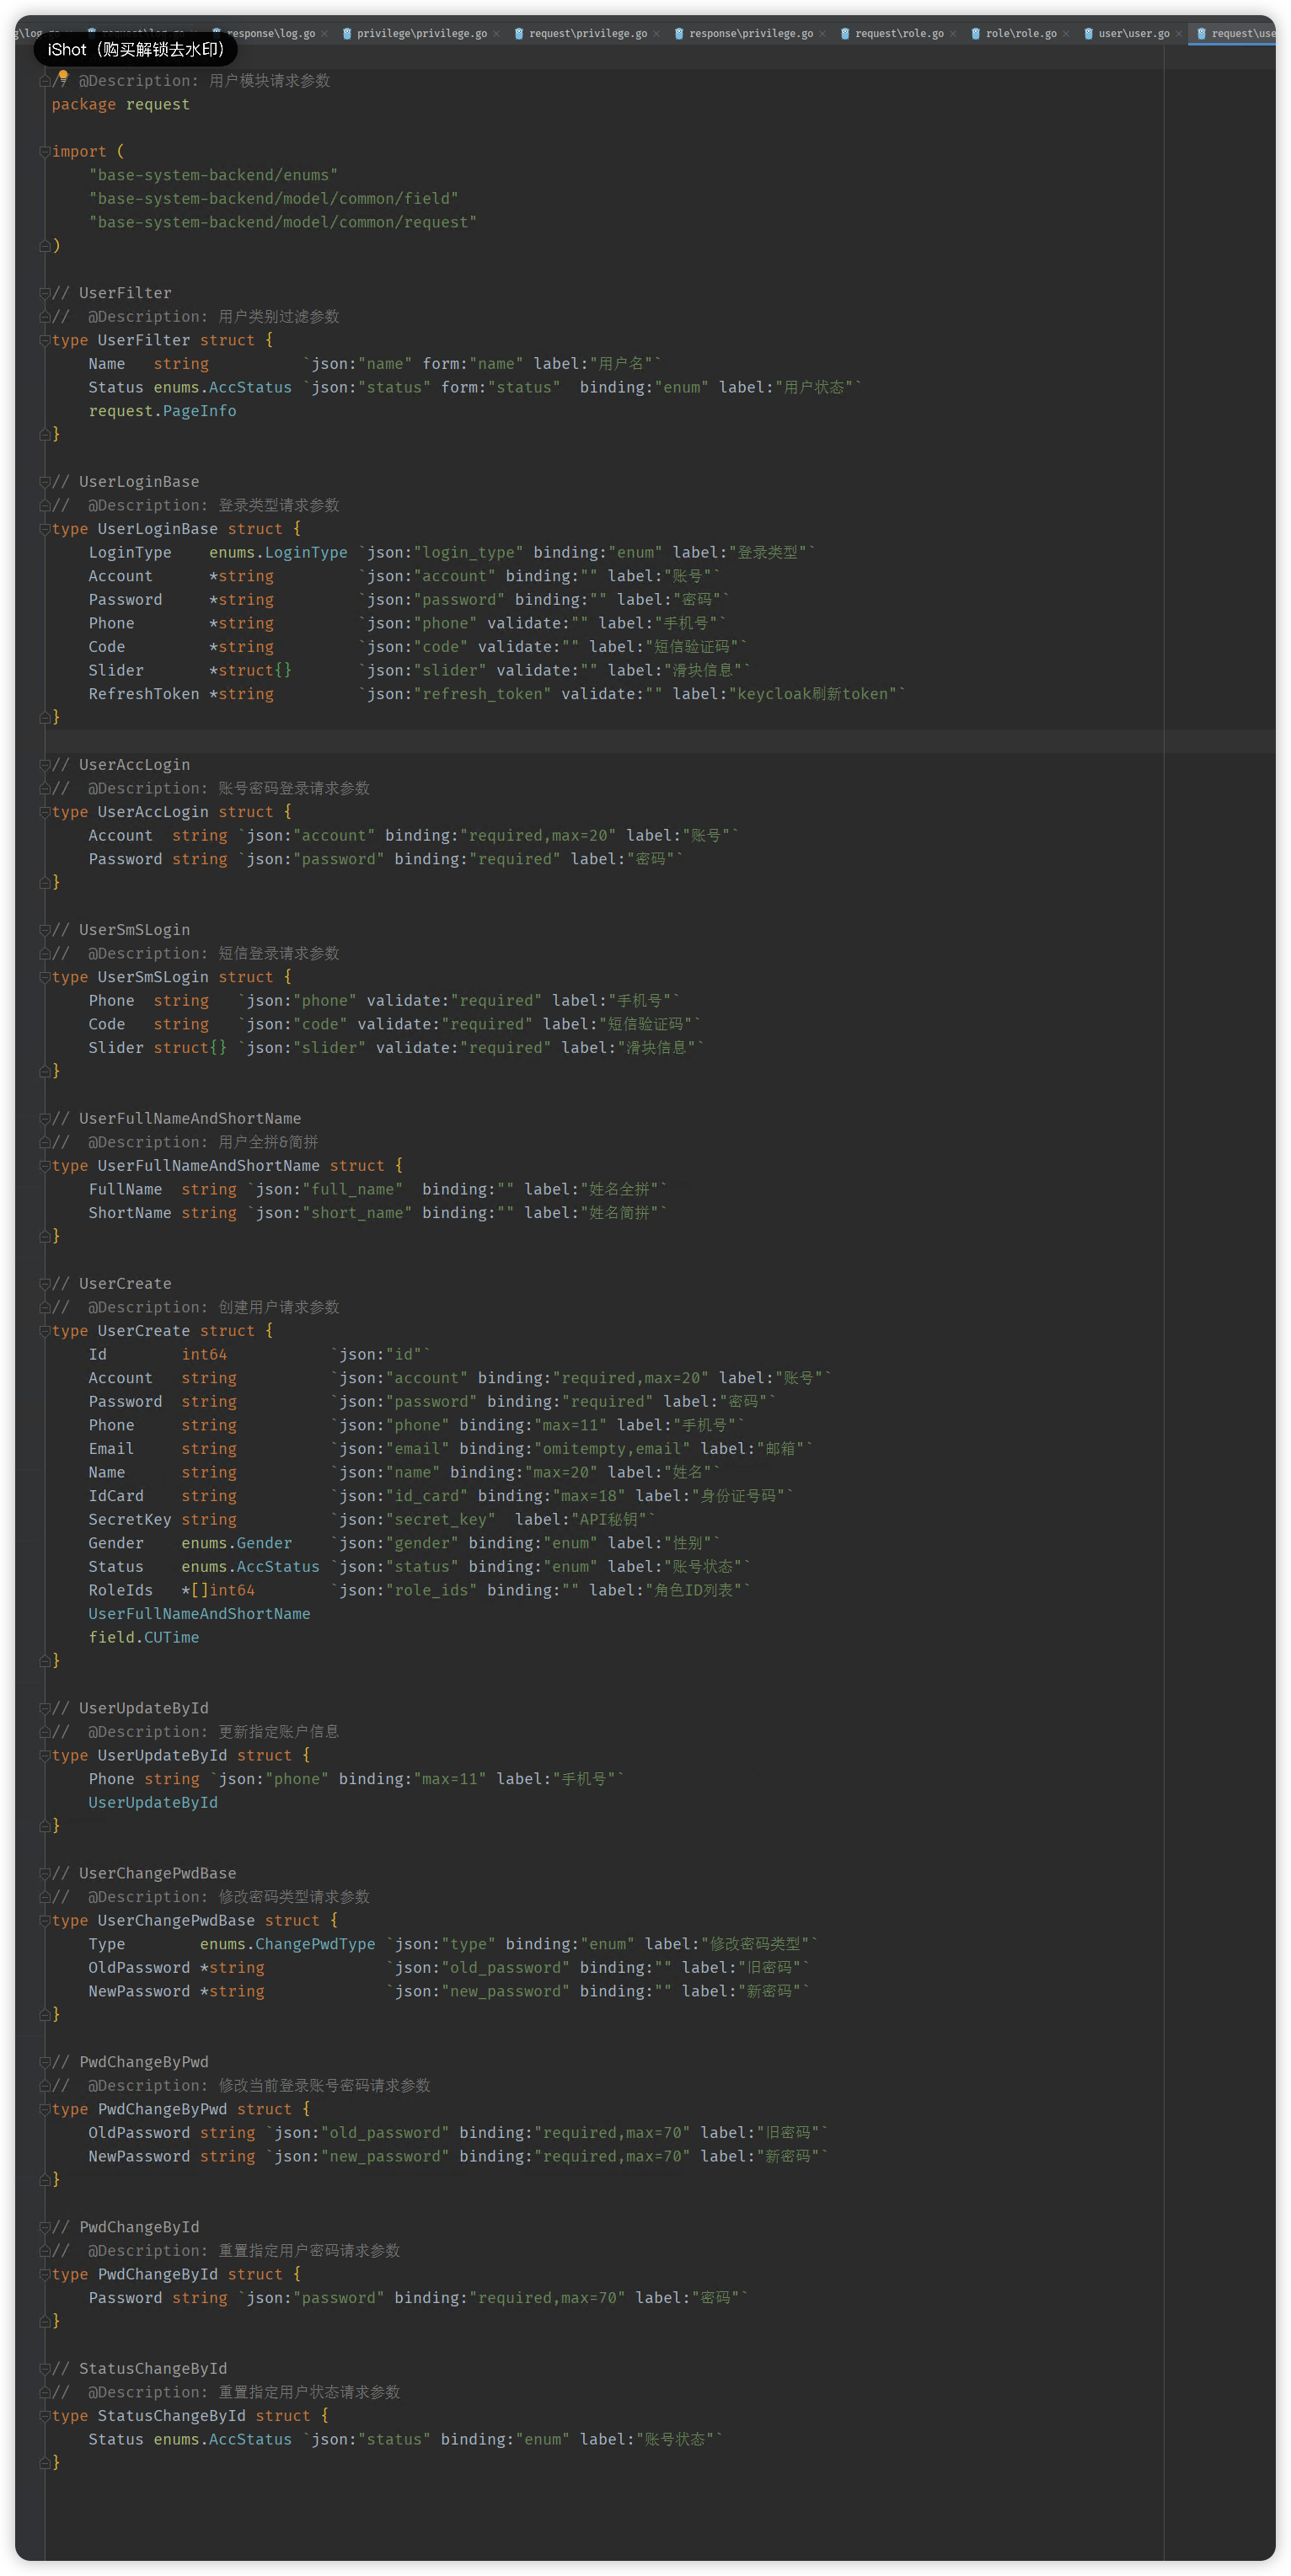 g\log.go request\log.go response\log.go privilege\privilege.go request\privilege.go response\privilege.go request\role.go role\role.go user\user.go request\use
iShot（购买解锁去水印）
// @Description: 用户模块请求参数
package request
import (
"base-system-backend/enums"
"base-system-backend/model/common/field"
"base-system-backend/model/common/request"
)
// UserFilter
//  @Description: 用户类别过滤参数
type UserFilter struct {
Name   string          `json:"name" form:"name" label:"用户名"`
Status enums.AccStatus `json:"status" form:"status"  binding:"enum" label:"用户状态"`
request.PageInfo
}
// UserLoginBase
//  @Description: 登录类型请求参数
type UserLoginBase struct {
LoginType    enums.LoginType `json:"login_type" binding:"enum" label:"登录类型"`
Account      *string         `json:"account" binding:"" label:"账号"`
Password     *string         `json:"password" binding:"" label:"密码"`
Phone        *string         `json:"phone" validate:"" label:"手机号"`
Code         *string         `json:"code" validate:"" label:"短信验证码"`
Slider       *struct{}       `json:"slider" validate:"" label:"滑块信息"`
RefreshToken *string         `json:"refresh_token" validate:"" label:"keycloak刷新token"`
}
// UserAccLogin
//  @Description: 账号密码登录请求参数
type UserAccLogin struct {
Account  string `json:"account" binding:"required,max=20" label:"账号"`
Password string `json:"password" binding:"required" label:"密码"`
}
// UserSmSLogin
//  @Description: 短信登录请求参数
type UserSmSLogin struct {
Phone  string   `json:"phone" validate:"required" label:"手机号"`
Code   string   `json:"code" validate:"required" label:"短信验证码"`
Slider struct{} `json:"slider" validate:"required" label:"滑块信息"`
}
// UserFullNameAndShortName
//  @Description: 用户全拼&简拼
type UserFullNameAndShortName struct {
FullName  string `json:"full_name"  binding:"" label:"姓名全拼"`
ShortName string `json:"short_name" binding:"" label:"姓名简拼"`
}
// UserCreate
//  @Description: 创建用户请求参数
type UserCreate struct {
Id        int64           `json:"id"`
Account   string          `json:"account" binding:"required,max=20" label:"账号"`
Password  string          `json:"password" binding:"required" label:"密码"`
Phone     string          `json:"phone" binding:"max=11" label:"手机号"`
Email     string          `json:"email" binding:"omitempty,email" label:"邮箱"`
Name      string          `json:"name" binding:"max=20" label:"姓名"`
IdCard    string          `json:"id_card" binding:"max=18" label:"身份证号码"`
SecretKey string          `json:"secret_key"  label:"API秘钥"`
Gender    enums.Gender    `json:"gender" binding:"enum" label:"性别"`
Status    enums.AccStatus `json:"status" binding:"enum" label:"账号状态"`
RoleIds   *[]int64        `json:"role_ids" binding:"" label:"角色ID列表"`
UserFullNameAndShortName
field.CUTime
}
// UserUpdateById
//  @Description: 更新指定账户信息
type UserUpdateById struct {
Phone string `json:"phone" binding:"max=11" label:"手机号"`
UserUpdateById
}
// UserChangePwdBase
//  @Description: 修改密码类型请求参数
type UserChangePwdBase struct {
Type        enums.ChangePwdType `json:"type" binding:"enum" label:"修改密码类型"`
OldPassword *string             `json:"old_password" binding:"" label:"旧密码"`
NewPassword *string             `json:"new_password" binding:"" label:"新密码"`
}
// PwdChangeByPwd
//  @Description: 修改当前登录账号密码请求参数
type PwdChangeByPwd struct {
OldPassword string `json:"old_password" binding:"required,max=70" label:"旧密码"`
NewPassword string `json:"new_password" binding:"required,max=70" label:"新密码"`
}
// PwdChangeById
//  @Description: 重置指定用户密码请求参数
type PwdChangeById struct {
Password string `json:"password" binding:"required,max=70" label:"密码"`
}
// StatusChangeById
//  @Description: 重置指定用户状态请求参数
type StatusChangeById struct {
Status enums.AccStatus `json:"status" binding:"enum" label:"账号状态"`
}